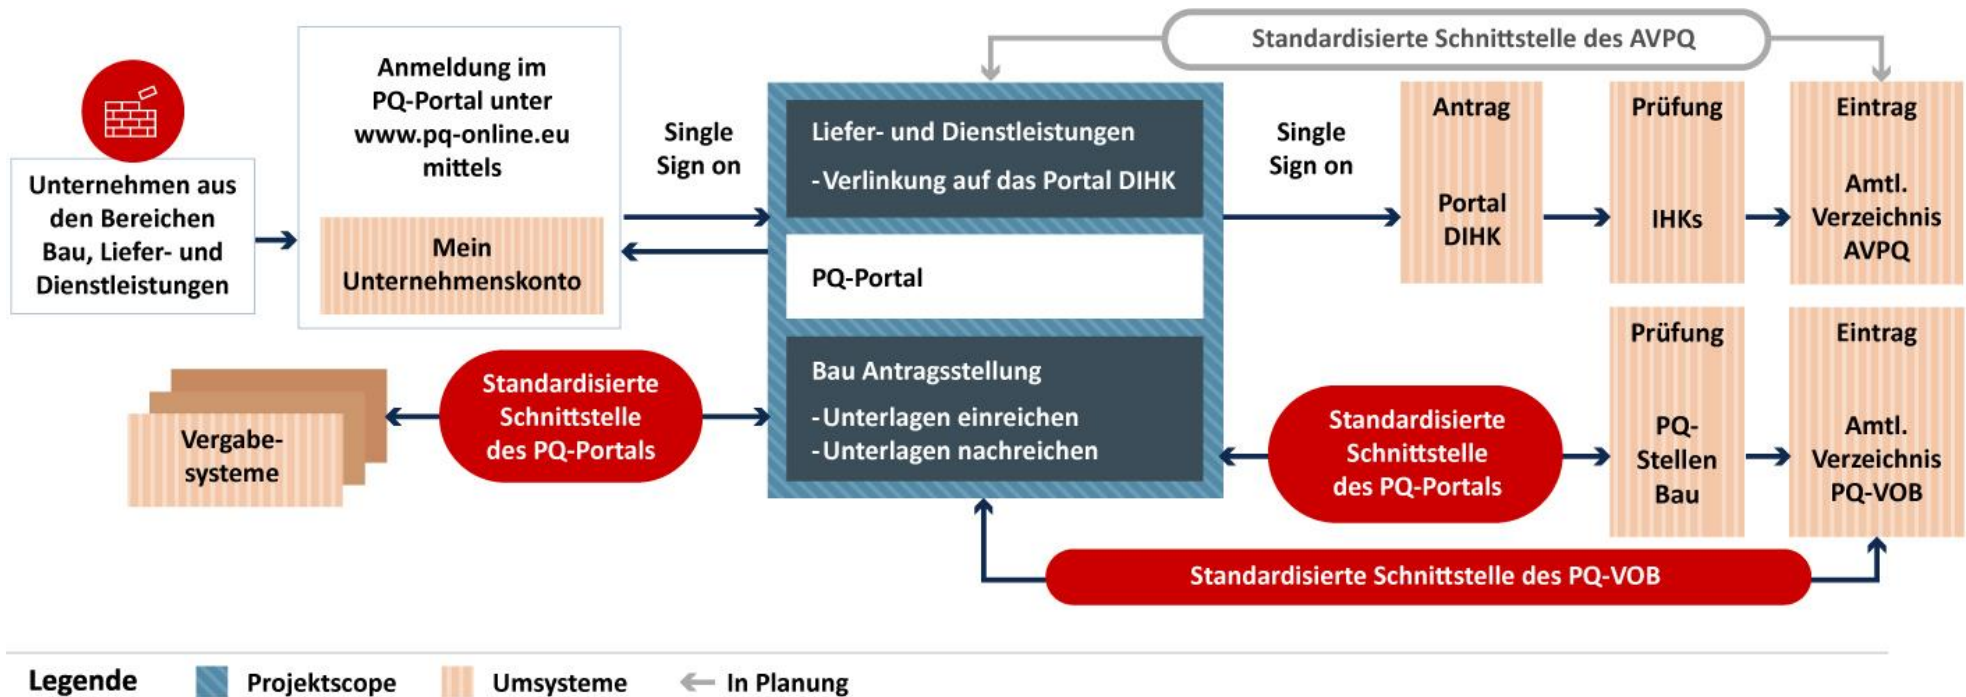 Standardisierte Schnittstelle des AVPQ
Unternehmen aus
den Bereichen
Bau, Liefer- und
Dienstleistungen
Anmeldung im
PQ-Portal unter
www.pq-online.eu
mittels
Mein
Unternehmenskonto
Single
Sign on
Liefer- und Dienstleistungen
- Verlinkung auf das Portal DIHK
PQ-Portal
Bau Antragsstellung
- Unterlagen einreichen
- Unterlagen nachreichen
Single
Sign on
Antrag
Portal
DIHK
Prüfung
IHKs
Eintrag
Amtl.
Verzeichnis
AVPQ
Vergabe-
systeme
Standardisierte
Schnittstelle
des PQ-Portals
Standardisierte
Schnittstelle
des PQ-Portals
Prüfung
PQ-
Stellen
Bau
Eintrag
Amtl.
Verzeichnis
PQ-VOB
Standardisierte Schnittstelle des PQ-VOB
Legende
Projektscope
Umsysteme
In Planung